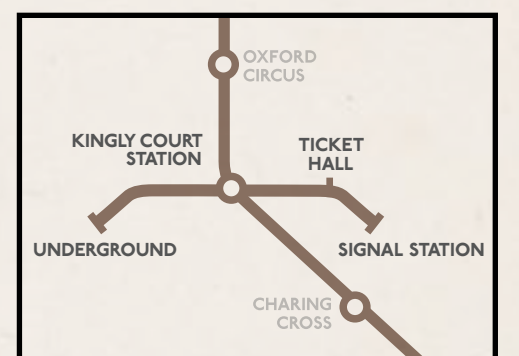 OXFORD
CIRCUS
KINGLY COURT
STATION
TICKET
HALL
UNDERGROUND
SIGNAL STATION
CHARING
CROSS